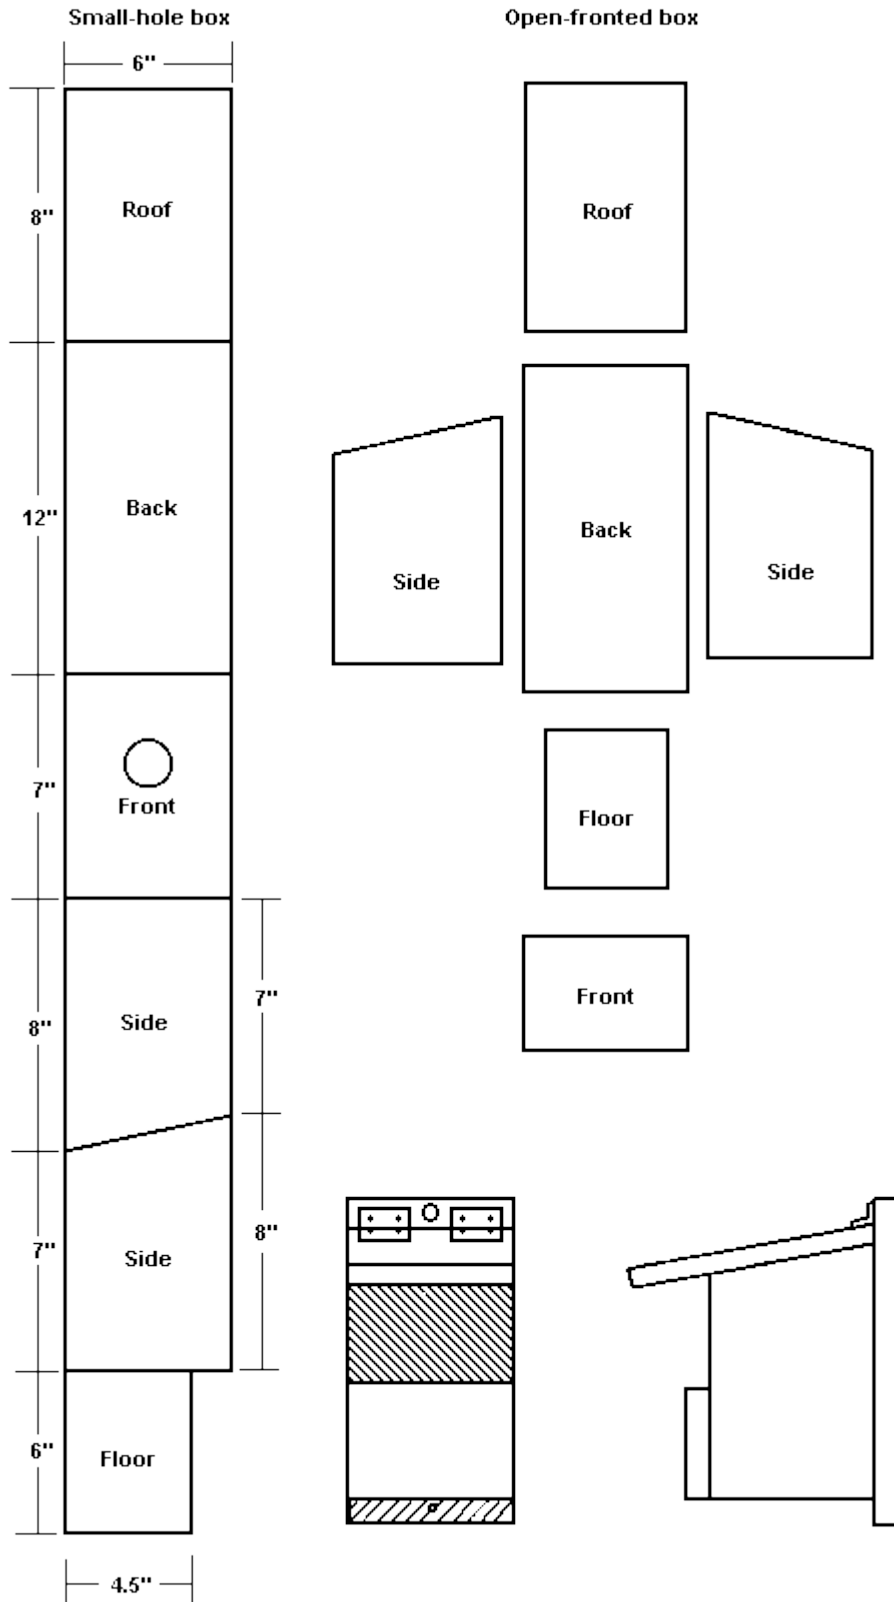 Small-hole box
Open-fronted box
6"
8"
Roof
Roof
12"
Back
Back
Side
Side
7"
Front
Floor
8"
Side
7"
Front
7"
Side
8"
6"
Floor
4.5"